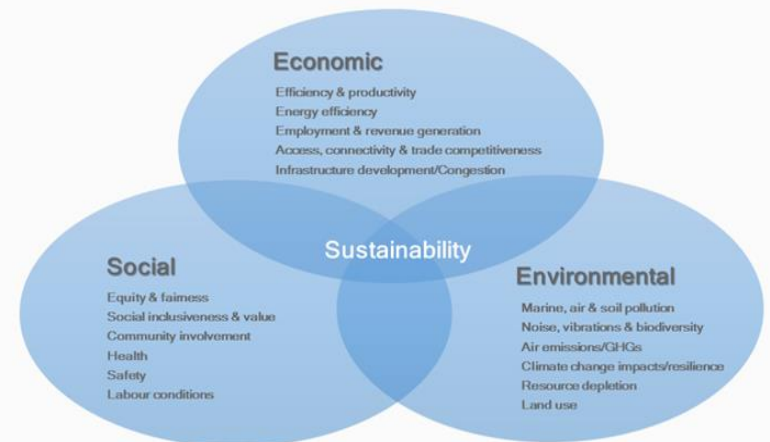 Economic
Efficiency & productivity
Energy efficiency
Employment & revenue generation
Access, connectivity & trade competitiveness
Infrastructure development/Congestion
Sustainability
Social
Equity & fairness
Social inclusiveness & value
Community involvement
Health
Safety
Labour conditions
Environmental
Marine, air & soil pollution
Noise, vibrations & biodiversity
Air emissions/GHGs
Climate change impacts/resilience
Resource depletion
Land use